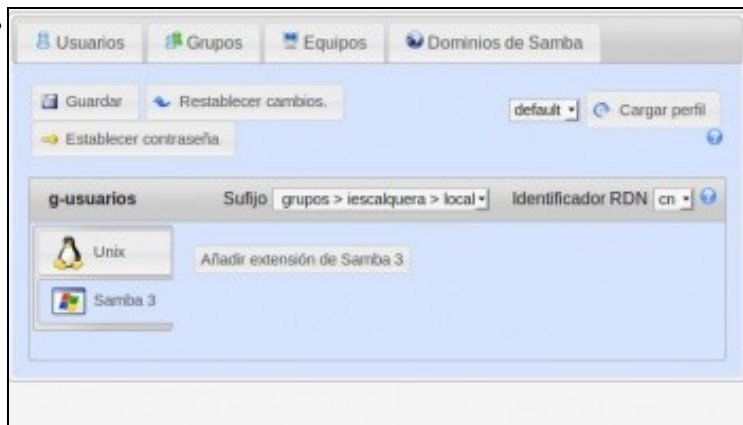 Usuarios Grupos Equipos Dominios de Samba
Guardar Restablecer cambios. default Cargar perfil
Establecer contraseña
g-usuarios Sufijo grupos > iescalquera > local Identificador RDN cn
Unix
Añadir extensión de Samba 3
Samba 3